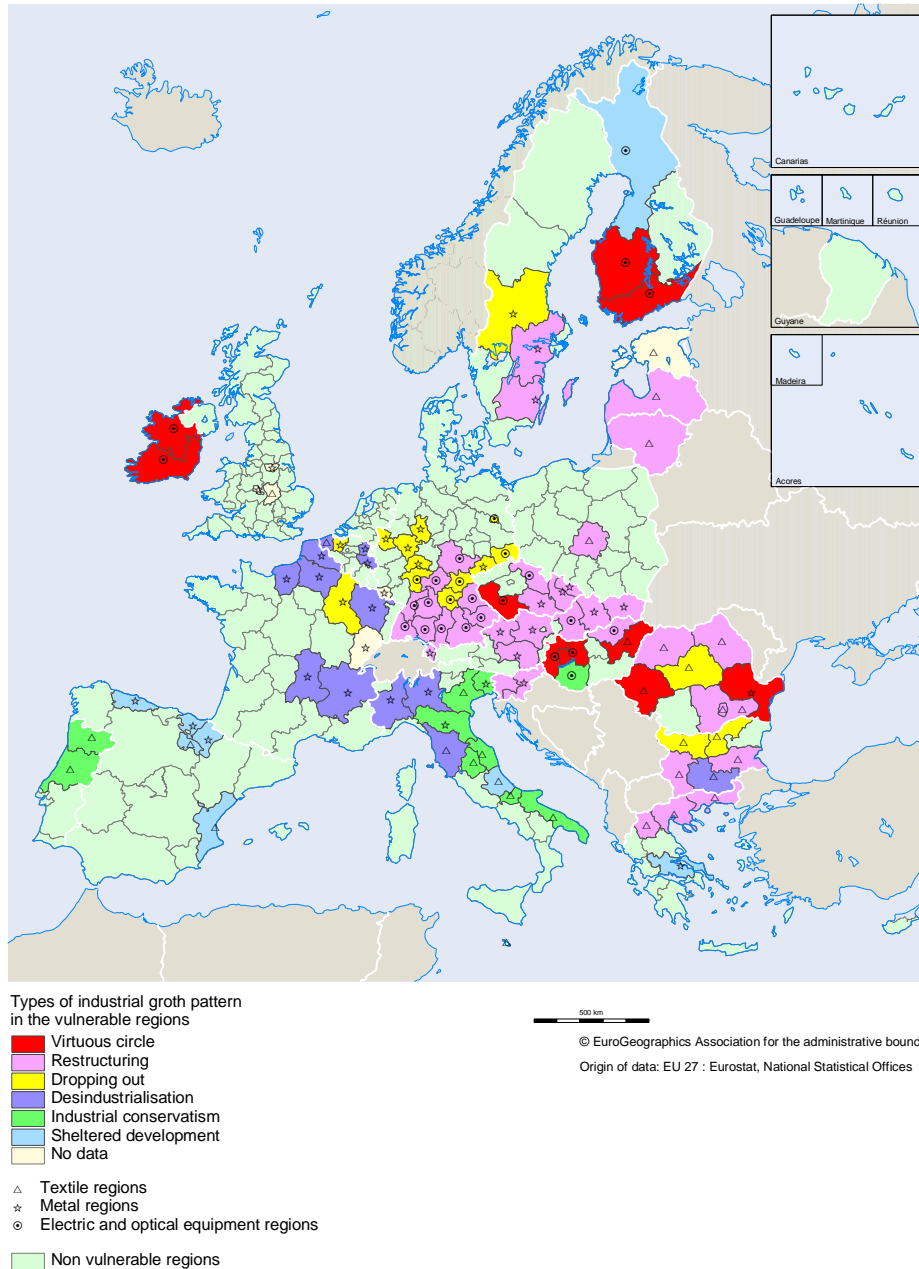 Canarias
Guadeloupe Martinique Réunion
Guyane
Madeira
Acores
Types of industrial groth pattern
in the vulnerable regions
Virtuous circle
Restructuring
Dropping out
Desindustrialisation
Industrial conservatism
Sheltered development
No data
Textile regions
Metal regions
Electric and optical equipment regions
Non vulnerable regions
500 km
© EuroGeographics Association for the administrative bound
Origin of data: EU 27 : Eurostat, National Statistical Offices